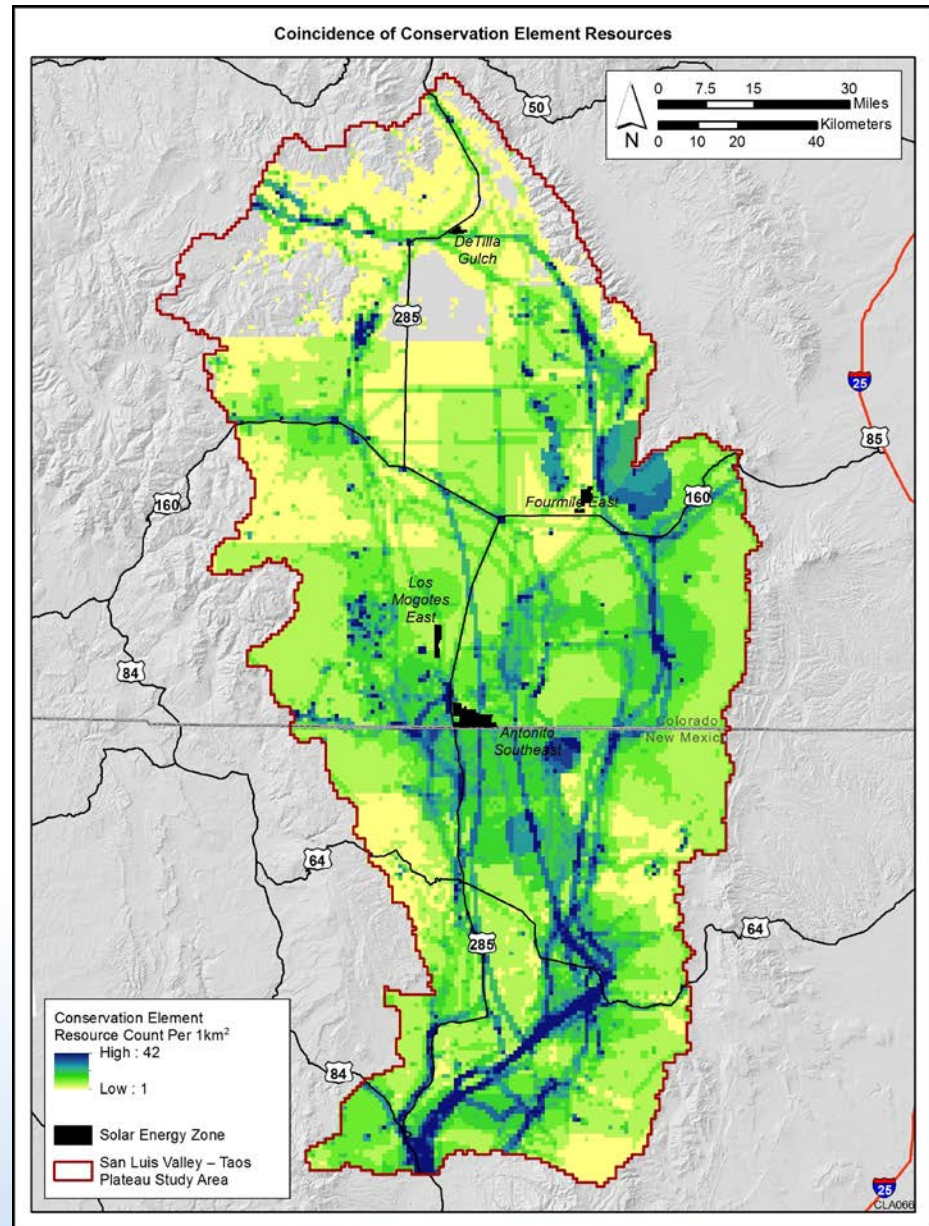 Coincidence of Conservation Element Resources
0 7.5 15 30
Miles
Kilometers
0 10 20 40
N
50
DeTilla
Gulch
285
25
85
160
160
Fourmile East
Los
Mogotes
East
84
Colorado
New Mexico
Antonito
Southeast
64
64
285
84
25
Conservation Element
Resource Count Per 1km²
High : 42
Low : 1
Solar Energy Zone
San Luis Valley – Taos
Plateau Study Area
CLA066